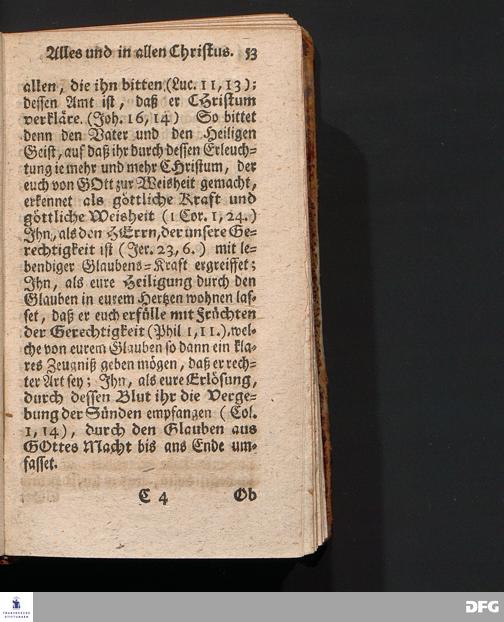 Alles und in allen Christus. 53
allen, die ihn bitten (Luc. 11, 13);
dessen Amt ist, daß er CHristum
verkläre. (Joh. 16, 14) So bittet
denn den Vater und den Heiligen
Geist, auf daß ihr durch dessen Erleuch-
tung ie mehr und mehr CHristum, der
euch von GOtt zur Weisheit gemacht,
erkennet als göttliche Kraft und
göttliche Weisheit (1 Cor. 1, 24.)
Ihn, als den HErrn, der unsere Ge-
rechtigkeit ist (Jer. 23, 6.) mit le-
bendiger Glaubens-Kraft ergreiffet;
Ihn, als eure Heiligung durch den
Glauben in eurem Hertzen wohnen las-
set, daß er euch erfülle mit Früchten
der Gerechtigkeit (Phil 1, 11.), wel-
che von eurem Glauben so dann ein kla-
res Zeugniß geben mögen, daß er rech-
ter Art sey; Ihn, als eure Erlösung,
durch dessen Blut ihr die Verge-
bung der Sünden empfangen (Col.
1, 14), durch den Glauben aus
GOttes Macht bis ans Ende um-
fasset.
C 4 Ob
FRANCKESCHE
STIFTUNGEN
DFG